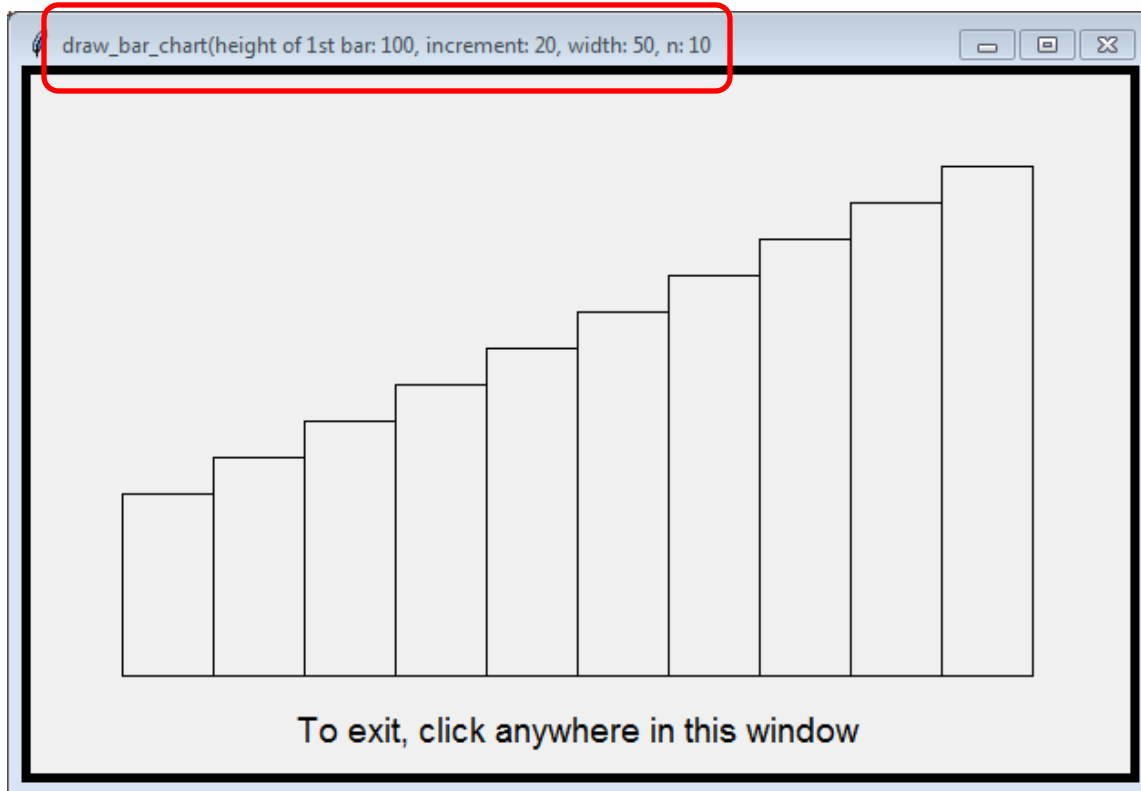 draw_bar_chart(height of 1st bar: 100, increment: 20, width: 50, n: 10
To exit, click anywhere in this window